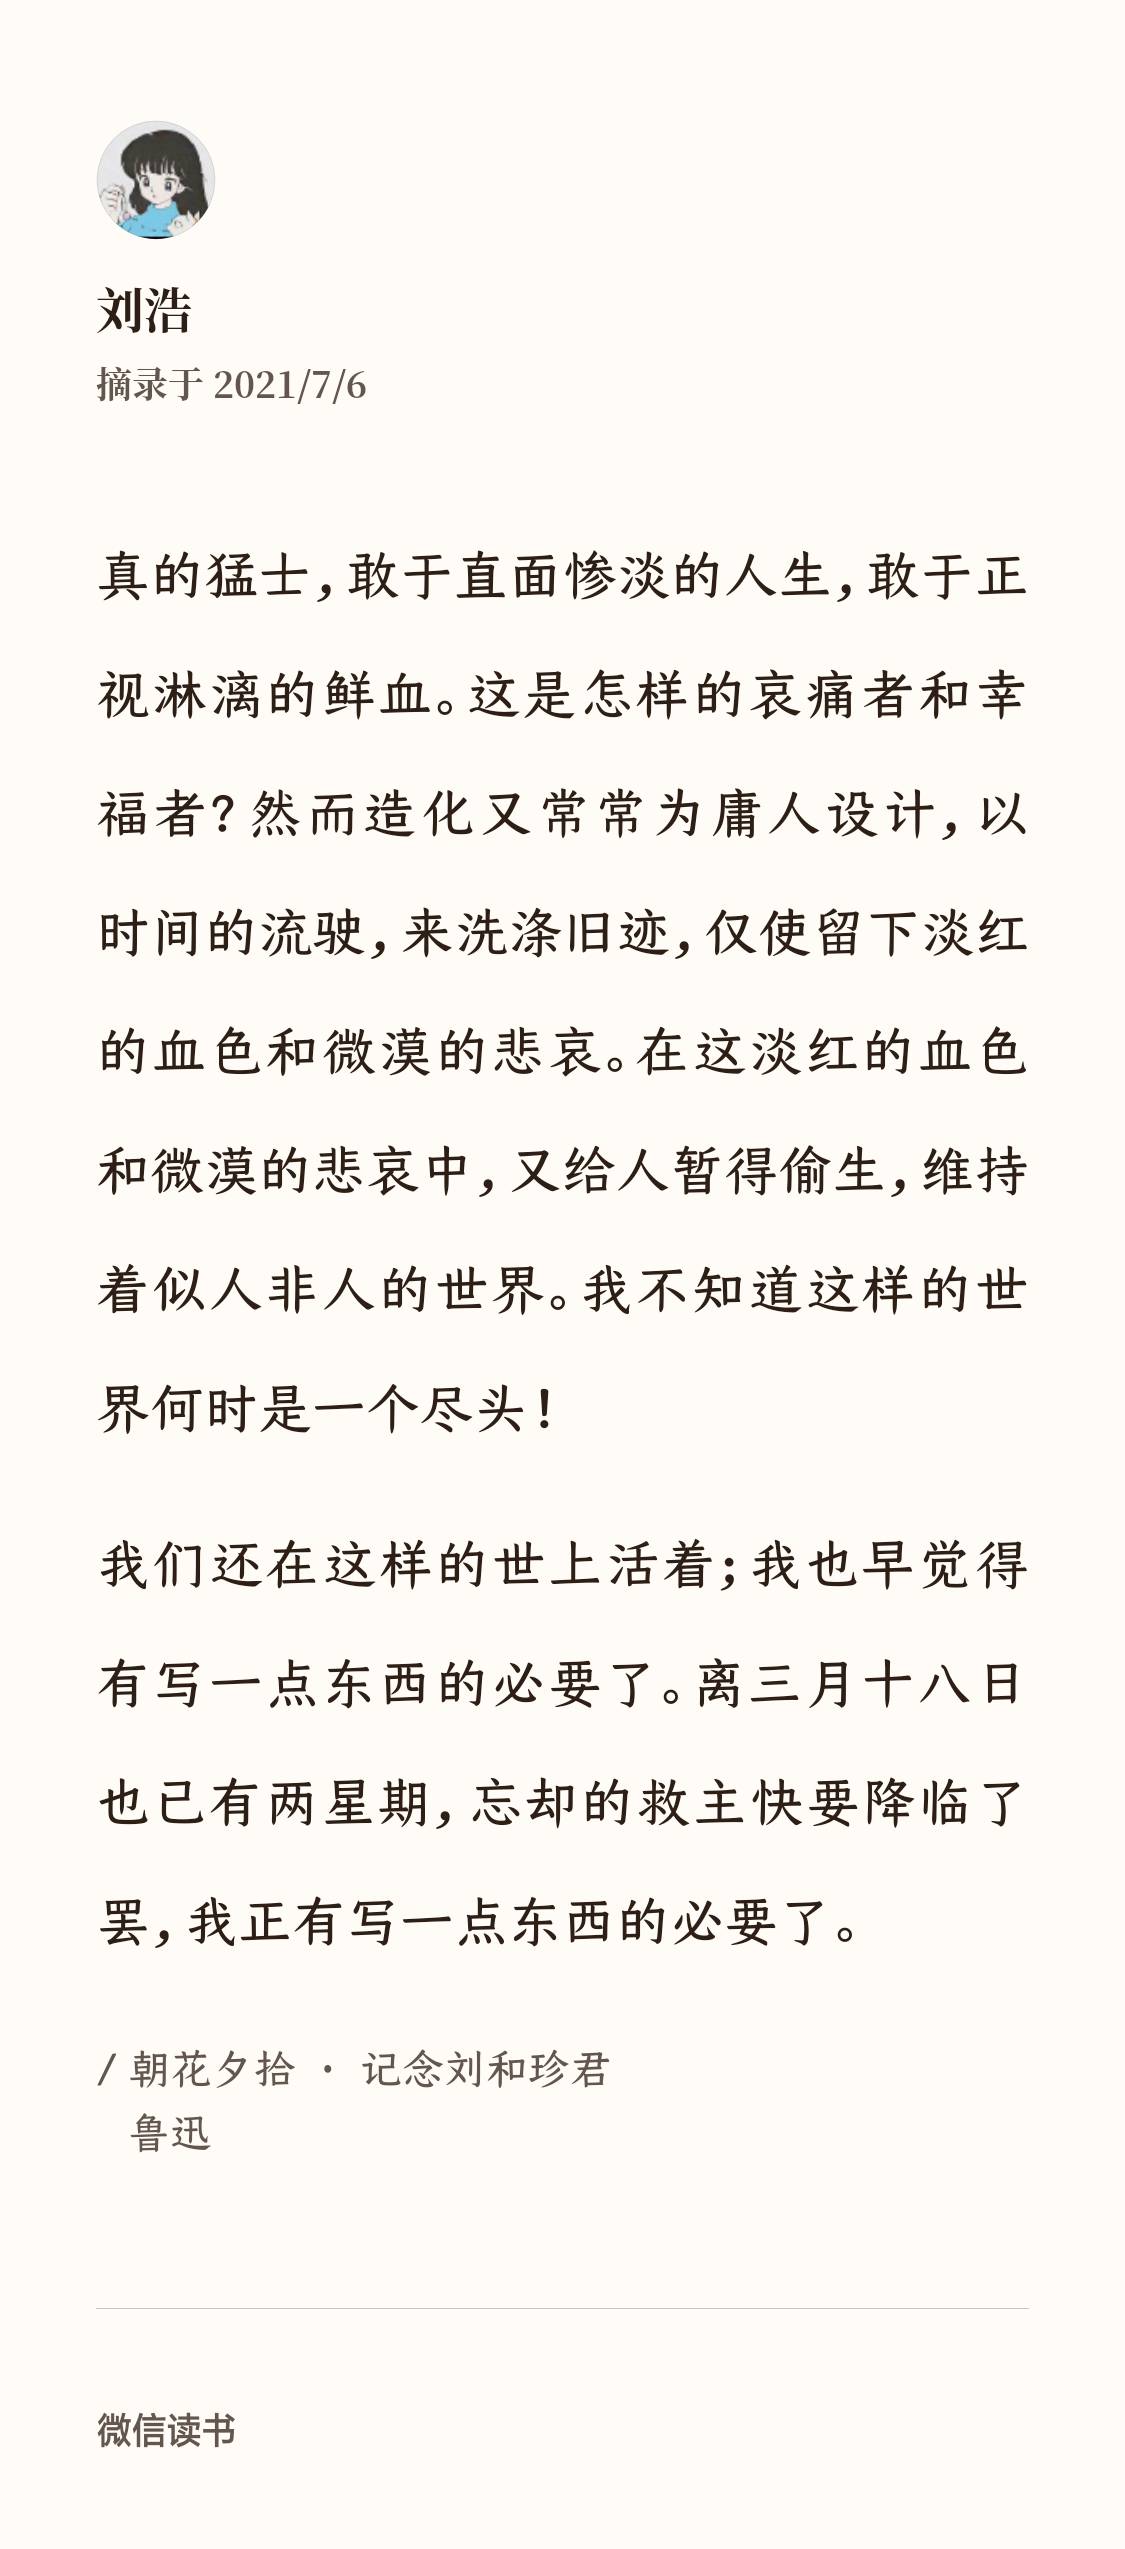 刘浩
摘录于 2021/7/6
真的猛士，敢于直面惨淡的人生，敢于正
视淋漓的鲜血。这是怎样的哀痛者和幸
福者？然而造化又常常为庸人设计，以
时间的流驶，来洗涤旧迹，仅使留下淡红
的血色和微漠的悲哀。在这淡红的血色
和微漠的悲哀中，又给人暂得偷生，维持
着似人非人的世界。我不知道这样的世
界何时是一个尽头！
我们还在这样的世上活着；我也早觉得
有写一点东西的必要了。离三月十八日
也已有两星期，忘却的救主快要降临了
罢，我正有写一点东西的必要了。
/ 朝花夕拾 · 记念刘和珍君
鲁迅
微信读书